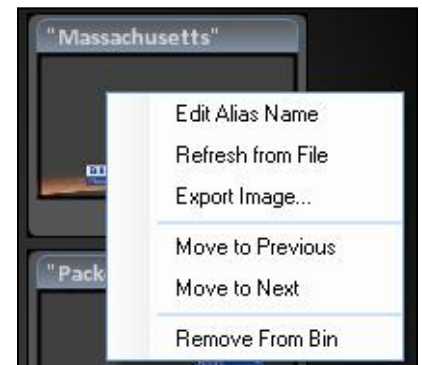 "Massachusetts"
Edit Alias Name
Refresh from File
Export Image...
Move to Previous
"Pack
Move to Next
Remove From Bin